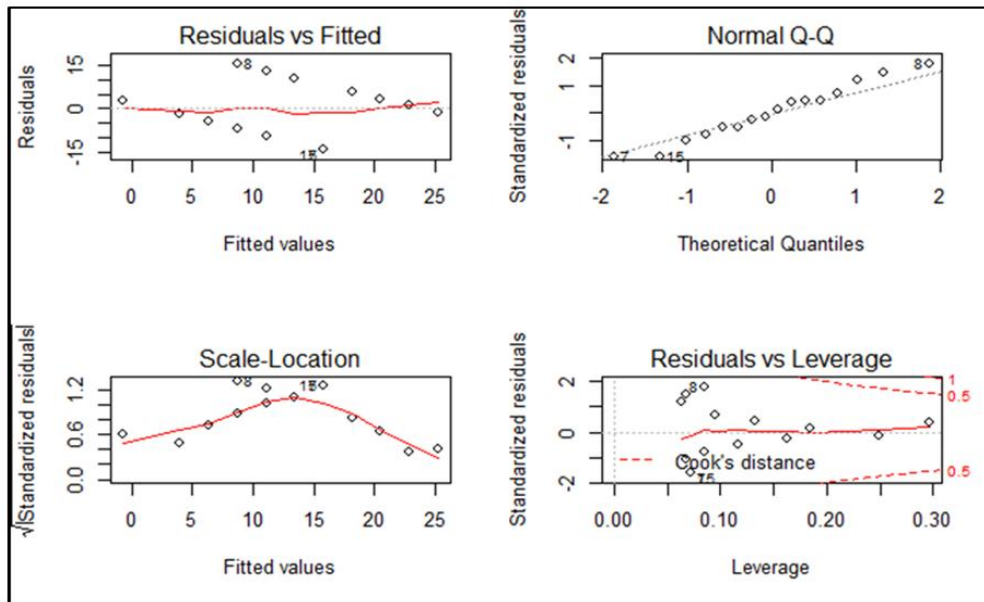 Residuals vs Fitted
Residuals
15
0
-15
8
15
0 5 10 15 20 25
Fitted values
Normal Q-Q
Standardized residuals
2
1
-1
8
7
15
-2 -1 0 1 2
Theoretical Quantiles
Scale-Location
√|Standardized residuals|
1.2
0.6
0.0
8
15
0 5 10 15 20 25
Fitted values
Residuals vs Leverage
Standardized residuals
2
0
-2
8
15
Cook's distance
1
0.5
0.5
0.00 0.10 0.20 0.30
Leverage